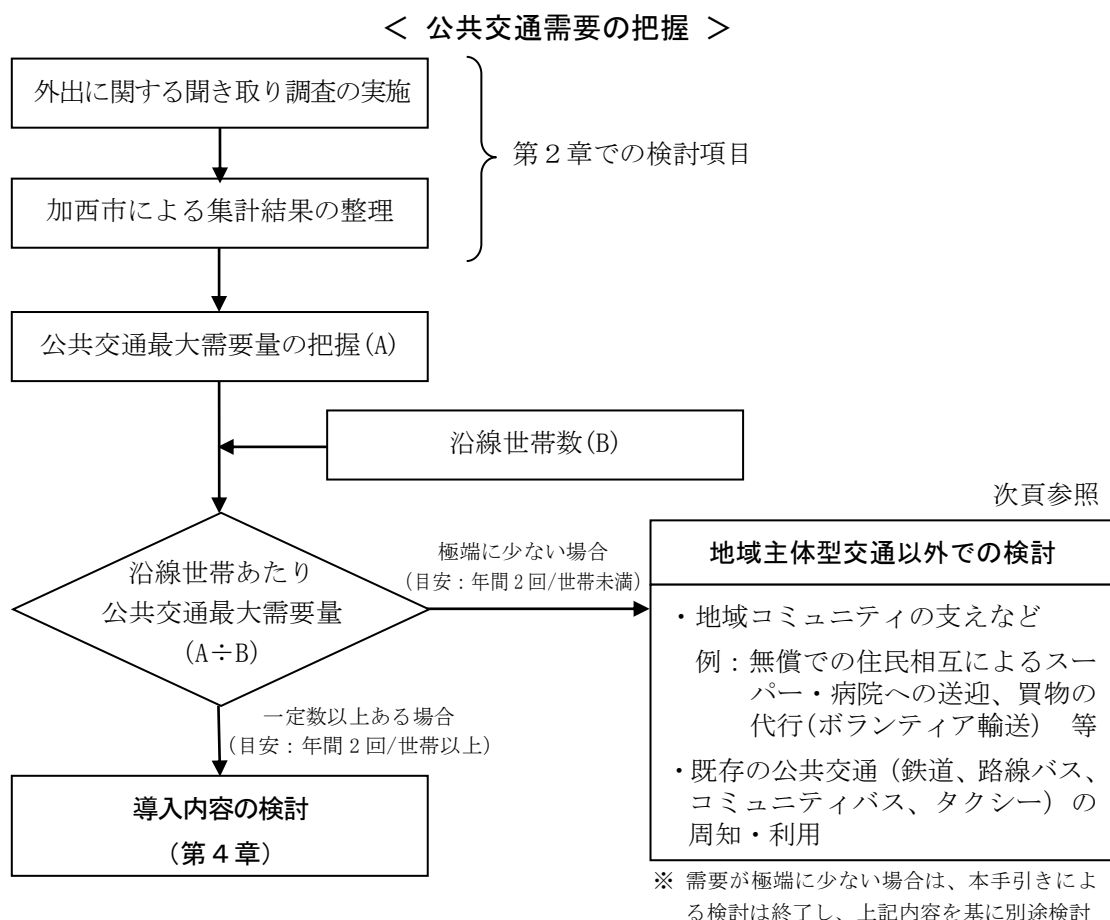 ＜ 公共交通需要の把握 ＞
外出に関する聞き取り調査の実施
第２章での検討項目
加西市による集計結果の整理
公共交通最大需要量の把握(A)
沿線世帯数(B)
次頁参照
沿線世帯あたり
公共交通最大需要量
(A÷B)
極端に少ない場合
(目安：年間２回/世帯未満)
地域主体型交通以外での検討
・地域コミュニティの支えなど
例：無償での住民相互によるスー
パー・病院への送迎、買物の
代行(ボランティア輸送) 等
・既存の公共交通（鉄道、路線バス、
コミュニティバス、タクシー）の
周知・利用
一定数以上ある場合
(目安：年間２回/世帯以上)
導入内容の検討
（第４章）
※ 需要が極端に少ない場合は、本手引きによ
る検討は終了し、上記内容を基に別途検討